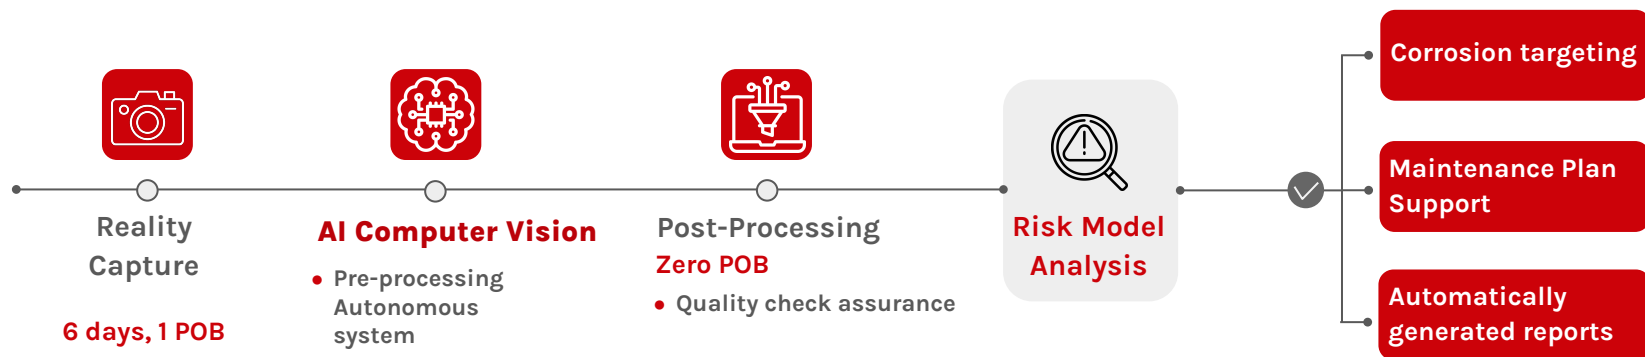 Reality
Capture
6 days, 1 POB
AI Computer Vision
Pre-processing
Autonomous
system
Post-Processing
Zero POB
Quality check assurance
Risk Model
Analysis
Corrosion targeting
Maintenance Plan
Support
Automatically
generated reports